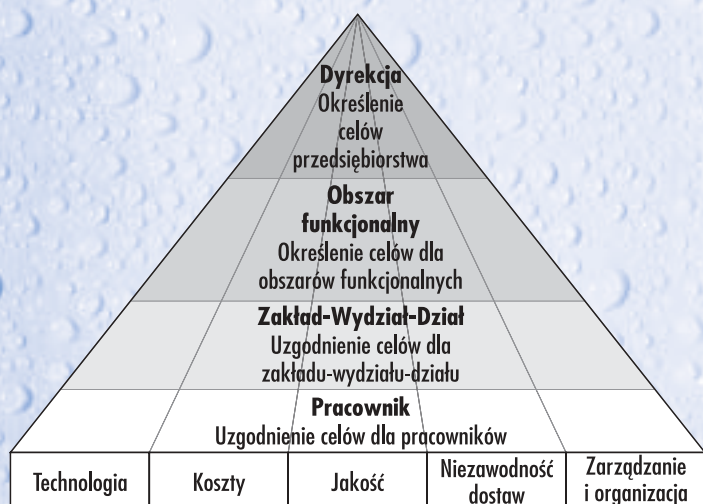 Dyrekcja
Określenie
celów
przedsiębiorstwa
Obszar
funkcjonalny
Określenie celów dla
obszarów funkcjonalnych
Zakład-Wydział-Dział
Uzgodnienie celów dla
zakładu-wydziału-działu
Pracownik
Uzgodnienie celów dla pracowników
Technologia
Koszty
Jakość
Niezawodność
dostaw
Zarządzanie
i organizacja